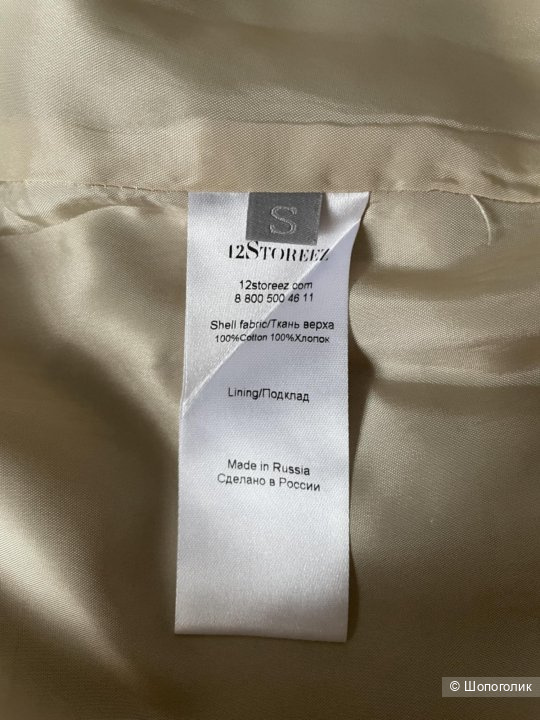 S
12STOREEZ
12storeez.com
8 800 500 46 11
Shell fabric/Ткань верха
100%Cotton 100%Хлопок
Lining/Подклад
Made in Russia
Сделано в России
© Шопоголик